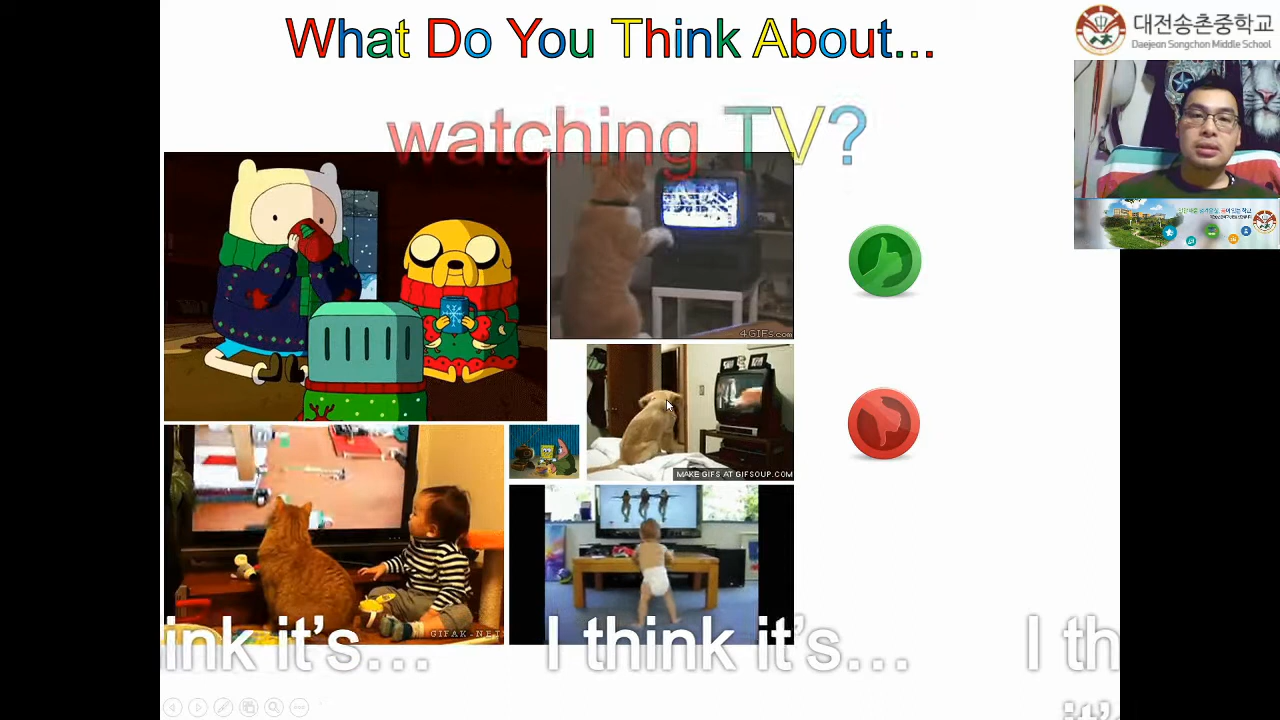 What Do You Think About...
대전송촌중학교
Daejeon Songchon Middle School
watching TV?
4GIFs.com
MAKE GIFS AT GIFSOUP.COM
GIFAK-NET
ink it's...
I think it's...
I th
it'